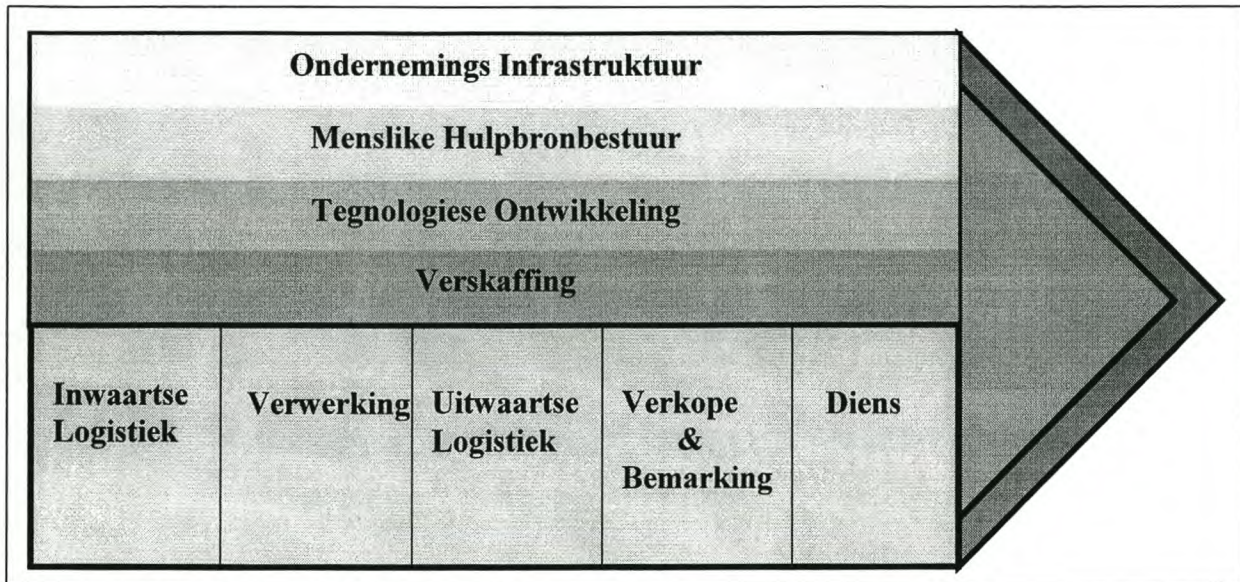 Ondernemings Infrastruktuur
Menslike Hulpbronbestuur
Tegnologiese Ontwikkeling
Verskaffing
Inwaartse
Logistiek
Verwerking
Uitwaartse
Logistiek
Verkope
&
Bemarking
Diens